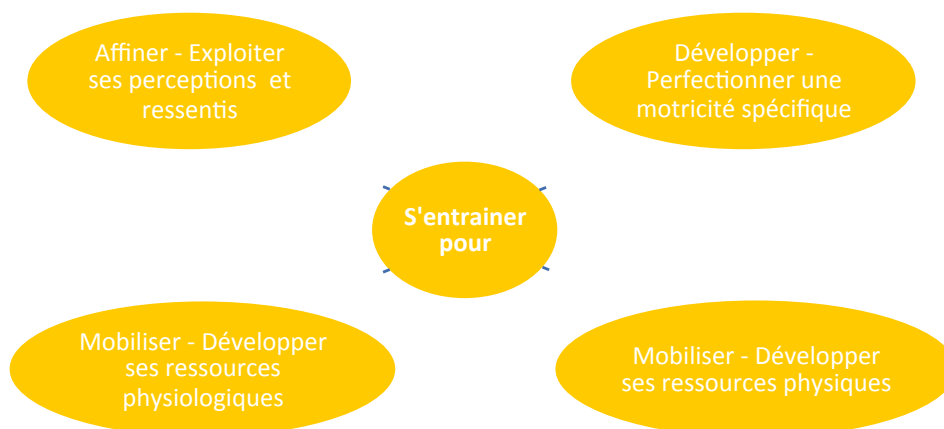 Affiner - Exploiter
ses perceptions et
ressentis
Développer -
Perfectionner une
motricité spécifique
S'entrainer
pour
Mobiliser - Développer
ses ressources
physiologiques
Mobiliser - Développer
ses ressources physiques